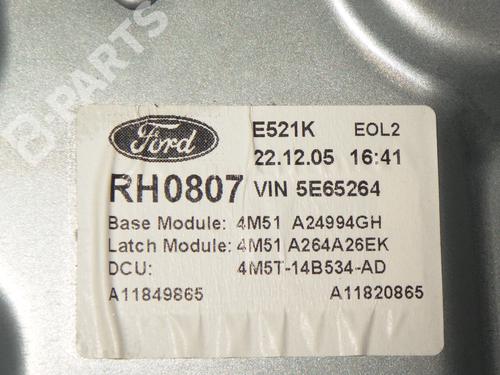 B-PARTS
Ford
E521K EOL2
22.12.05 16:41
RH0807 VIN 5E65264
Base Module: 4M51 A24994GH
Latch Module: 4M51 A264A26EK
DCU: 4M5T-14B534-AD
A11849865 A11820865